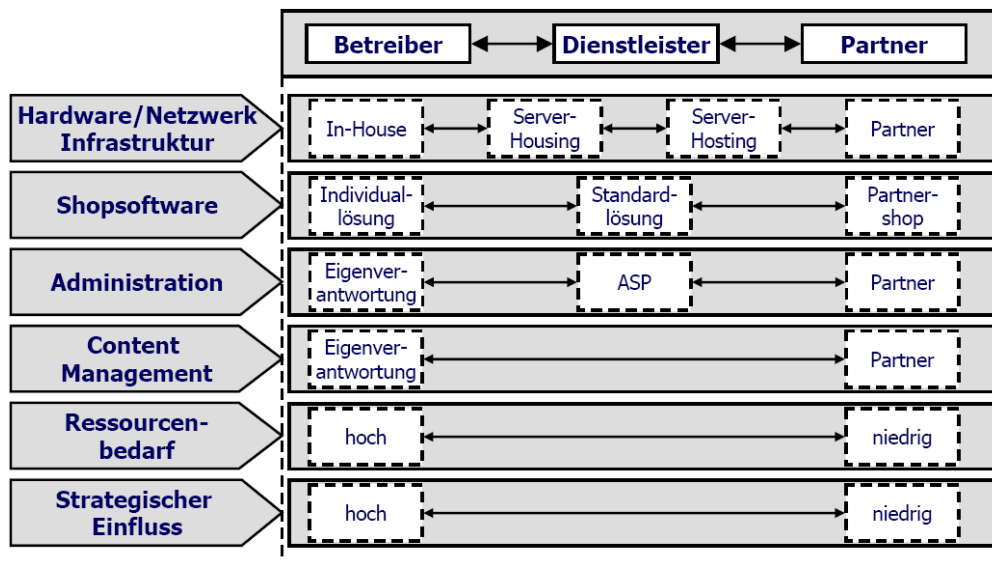 Betreiber Dienstleister Partner
Hardware/Netzwerk
Infrastruktur
In-House
Server-
Housing
Server-
Hosting
Partner
Shopsoftware
Individual-
lösung
Standard-
lösung
Partner-
shop
Administration
Eigenver-
antwortung
ASP
Partner
Content
Management
Eigenver-
antwortung
Partner
Ressourcen-
bedarf
hoch
niedrig
Strategischer
Einfluss
hoch
niedrig